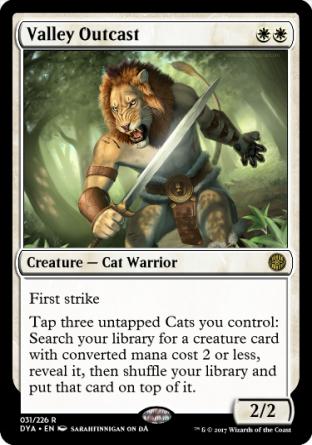 Valley Outcast
Creature — Cat Warrior
First strike
Tap three untapped Cats you control:
Search your library for a creature card
with converted mana cost 2 or less,
reveal it, then shuffle your library and
put that card on top of it.
2/2
031/226 R
DYA • EN SARAHFINNIGAN ON DA
™ & © 2017 Wizards of the Coast